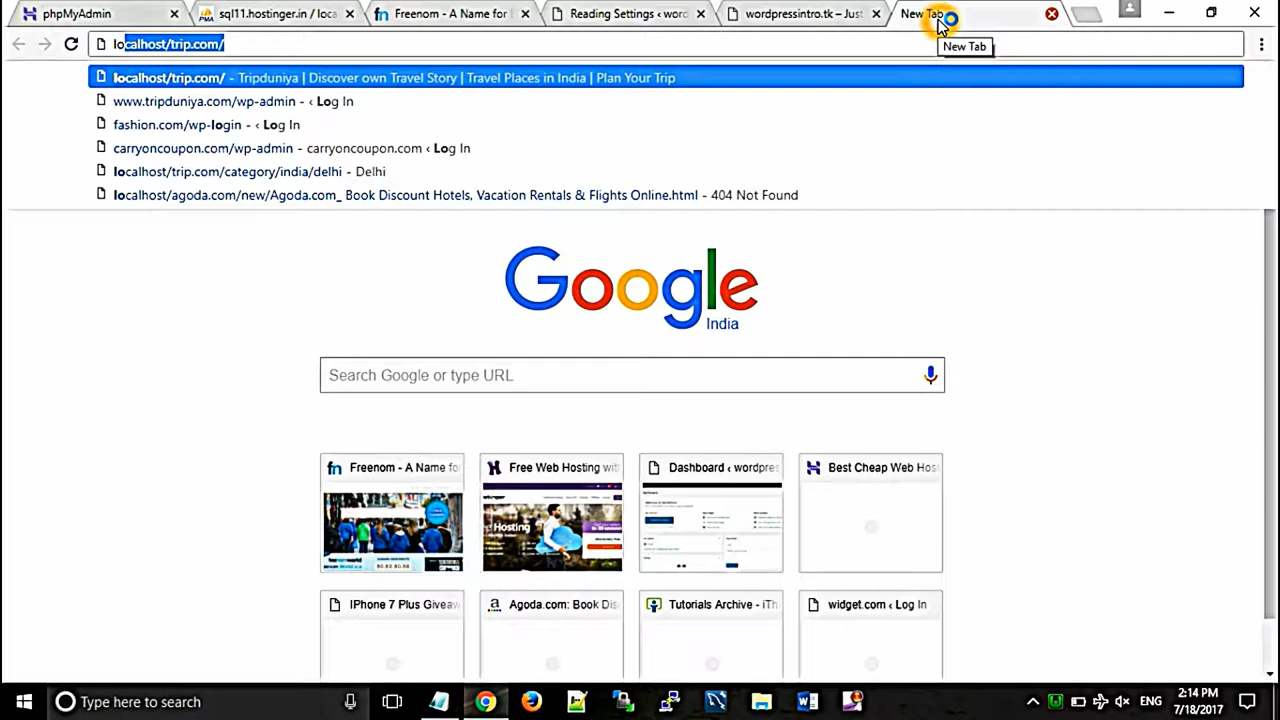 phpMyAdmin
sql11.hostinger.in / loca
Freenom - A Name for E
Reading Settings ‹ word
wordpressintro.tk – Just
New Tab
localhost/trip.com/
New Tab
localhost/trip.com/ - Tripduniya | Discover own Travel Story | Travel Places in India | Plan Your Trip
www.tripduniya.com/wp-admin - ‹ Log In
fashion.com/wp-login - ‹ Log In
carryoncoupon.com/wp-admin - carryoncoupon.com ‹ Log In
localhost/trip.com/category/india/delhi - Delhi
localhost/agoda.com/new/Agoda.com_ Book Discount Hotels, Vacation Rentals & Flights Online.html - 404 Not Found
Google
India
Search Google or type URL
Freenom - A Name fo
Free Web Hosting wit
Dashboard ‹ wordpres
Best Cheap Web Hos
Hosting
IPhone 7 Plus Giveaw
Agoda.com: Book Dis
Tutorials Archive - iTh
widget.com ‹ Log In
Type here to search
ENG
2:14 PM
7/18/2017